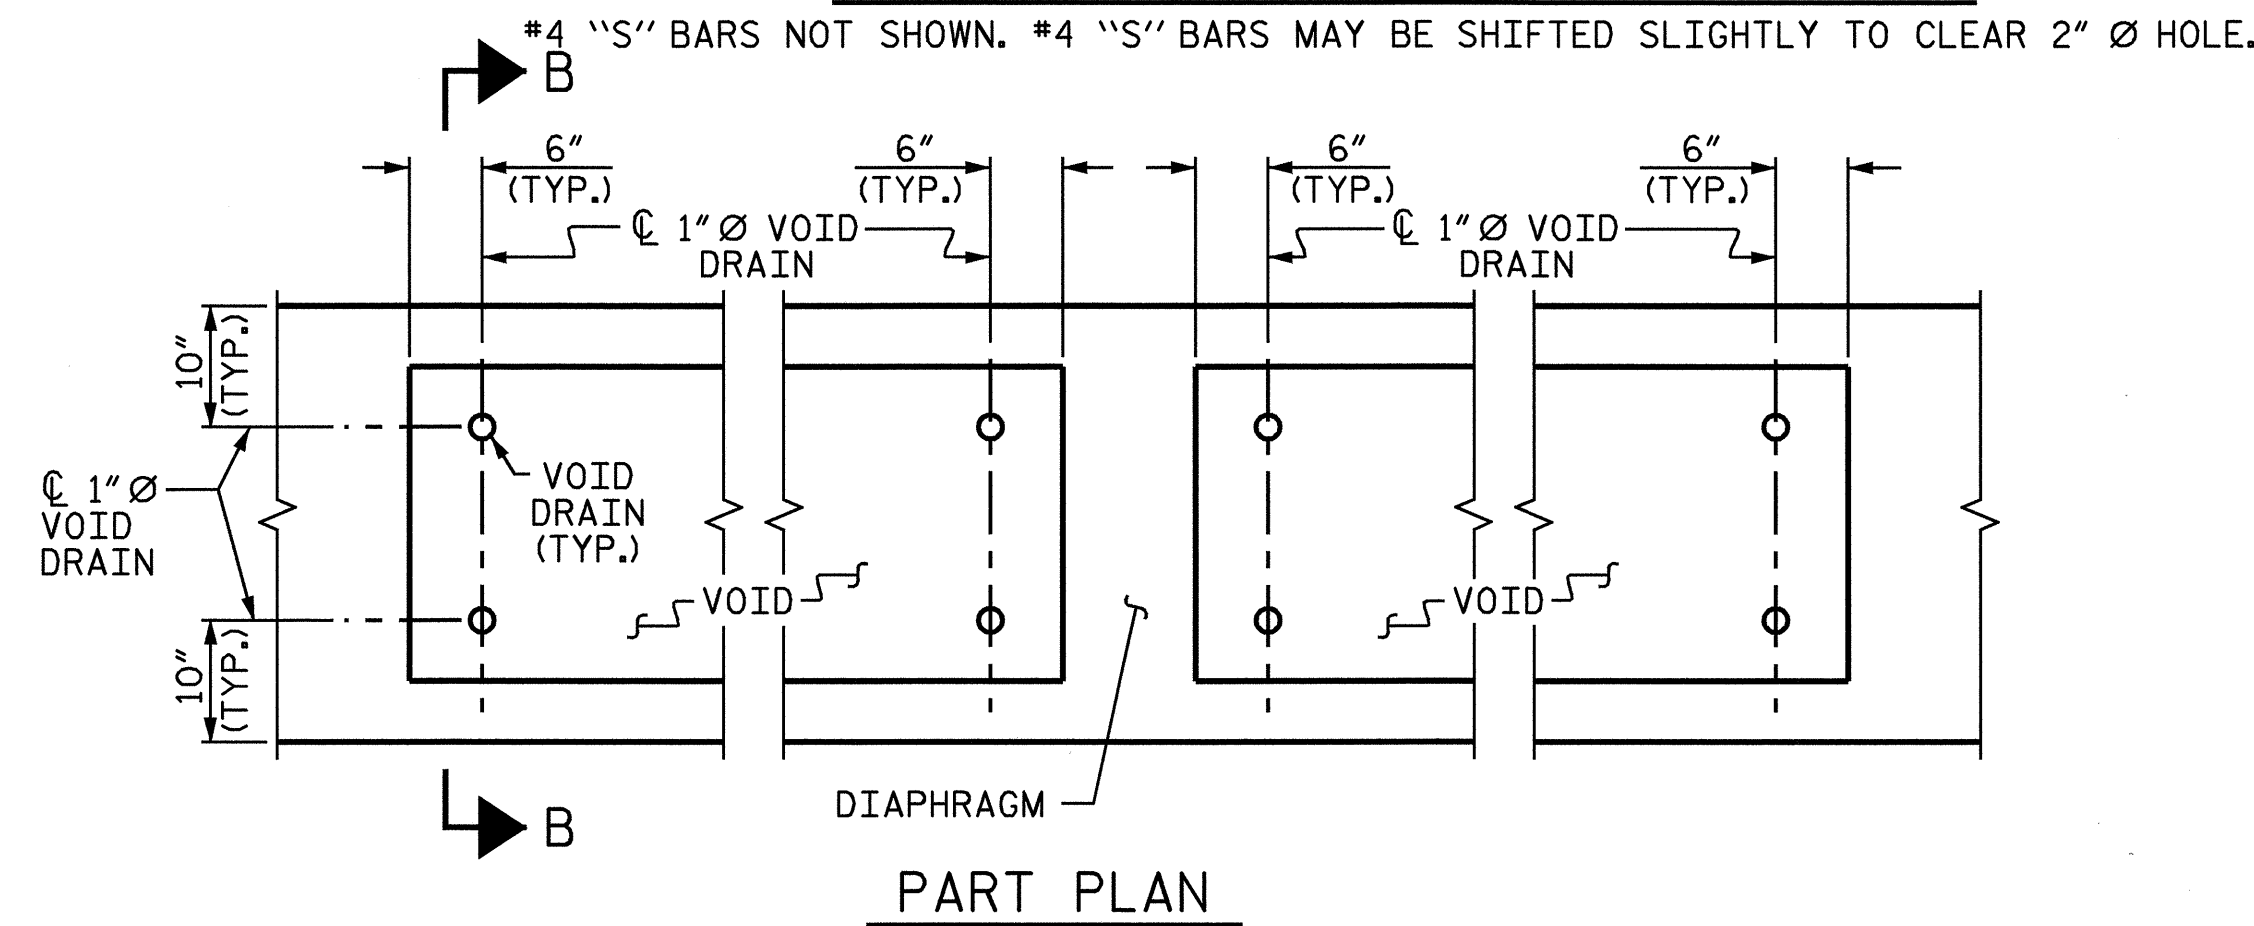 #4 “S” BARS NOT SHOWN. #4 “S” BARS MAY BE SHIFTED SLIGHTLY TO CLEAR 2" Ø HOLE.
B
6"
(TYP.)
6"
(TYP.)
6"
(TYP.)
6"
(TYP.)
℄ 1" Ø VOID
DRAIN
℄ 1" Ø VOID
DRAIN
10"
(TYP.)
℄ 1" Ø
VOID
DRAIN
VOID
DRAIN
(TYP.)
VOID
VOID
10"
(TYP.)
DIAPHRAGM
B
PART PLAN